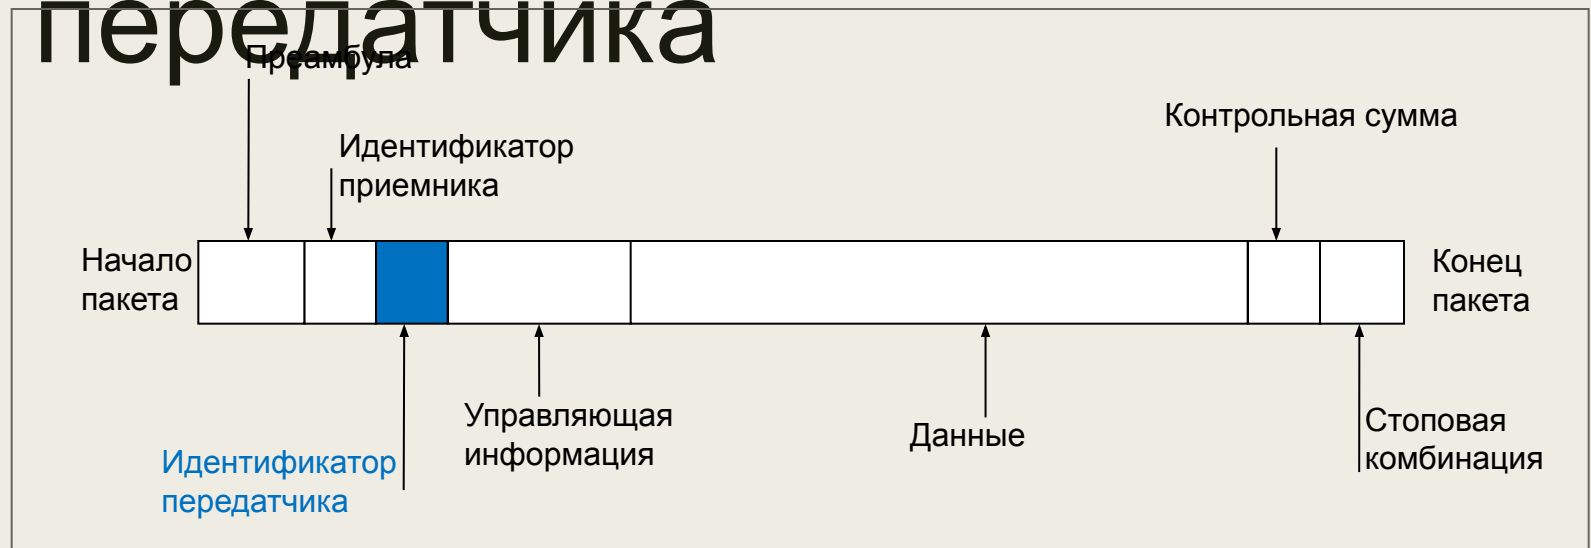 передатчика
Преамбула
Контрольная сумма
Идентификатор
приемника
Начало
пакета
Конец
пакета
Управляющая
информация
Данные
Стоповая
комбинация
Идентификатор
передатчика